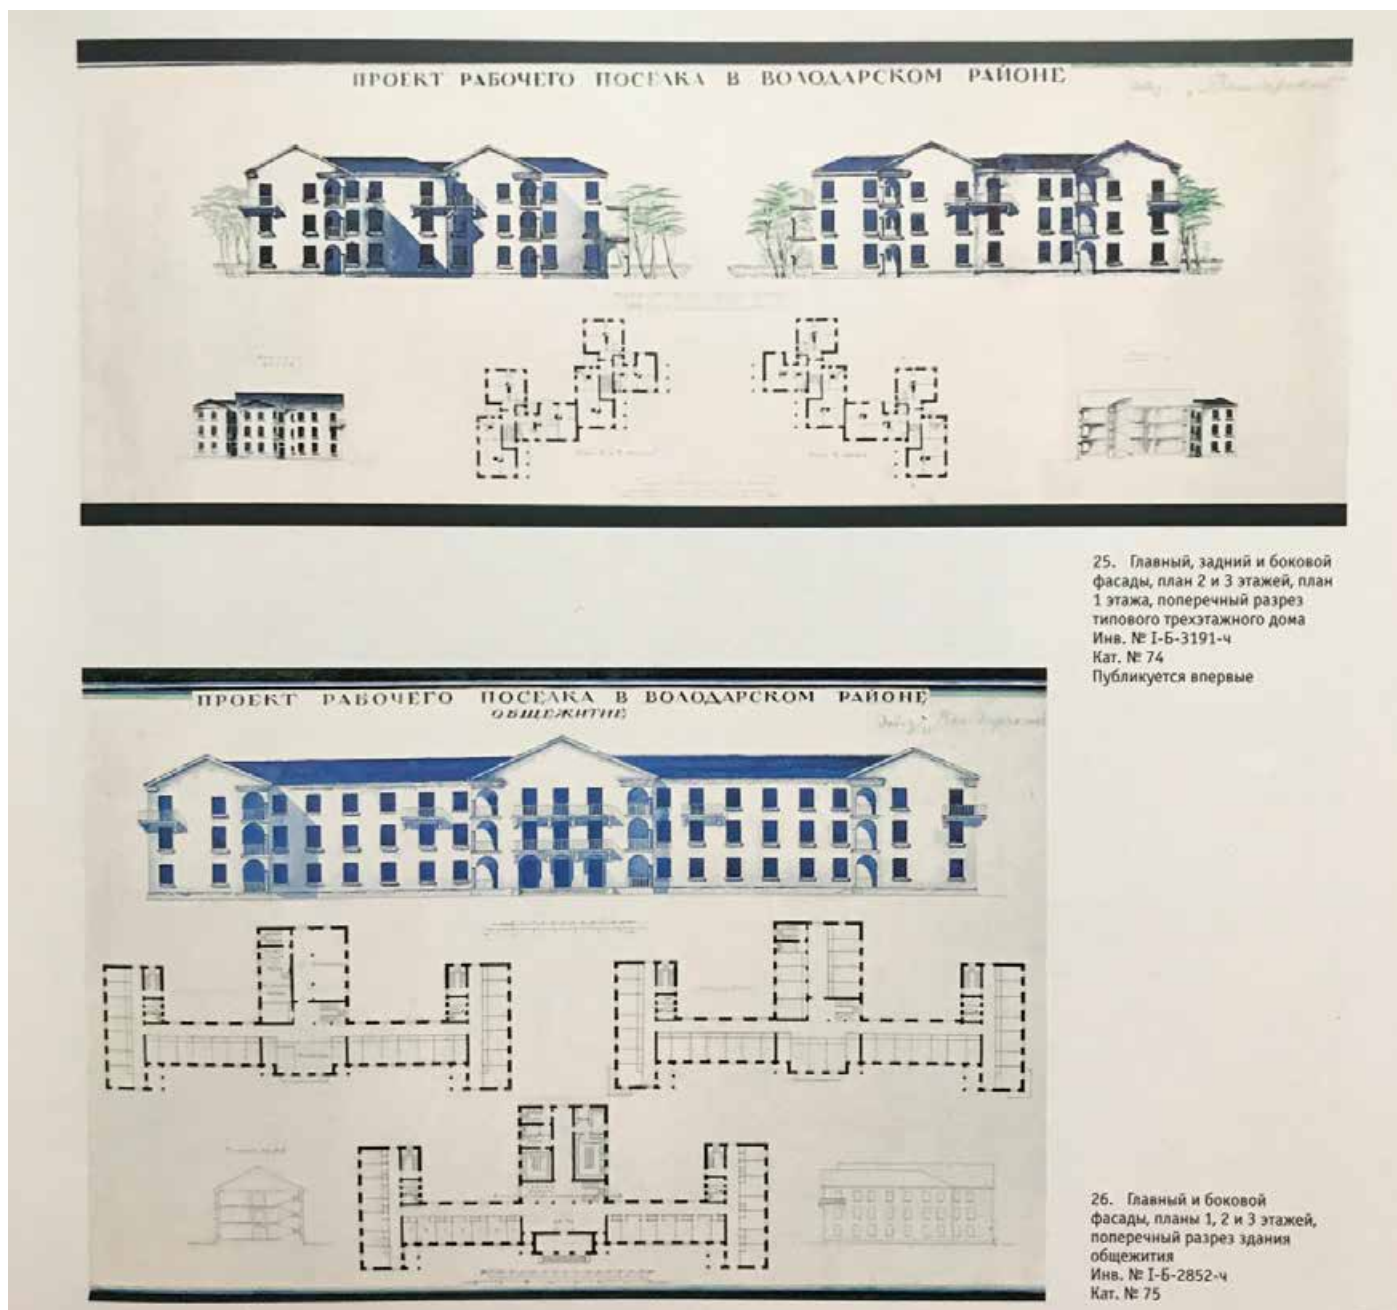 ПРОЕКТ РАБОЧЕГО ПОСЕЛКА В ВОЛОДАРСКОМ РАЙОНЕ
25. Главный, задний и боковой
фасады, план 2 и 3 этажей, план
1 этажа, поперечный разрез
типового трехэтажного дома
Инв. № I-Б-3191-ч
Кат. № 74
Публикуется впервые
ПРОЕКТ РАБОЧЕГО ПОСЕЛКА В ВОЛОДАРСКОМ РАЙОНЕ
ОБЩЕЖИТИЕ
26. Главный и боковой
фасады, планы 1, 2 и 3 этажей,
поперечный разрез здания
общежития
Инв. № I-Б-2852-ч
Кат. № 75